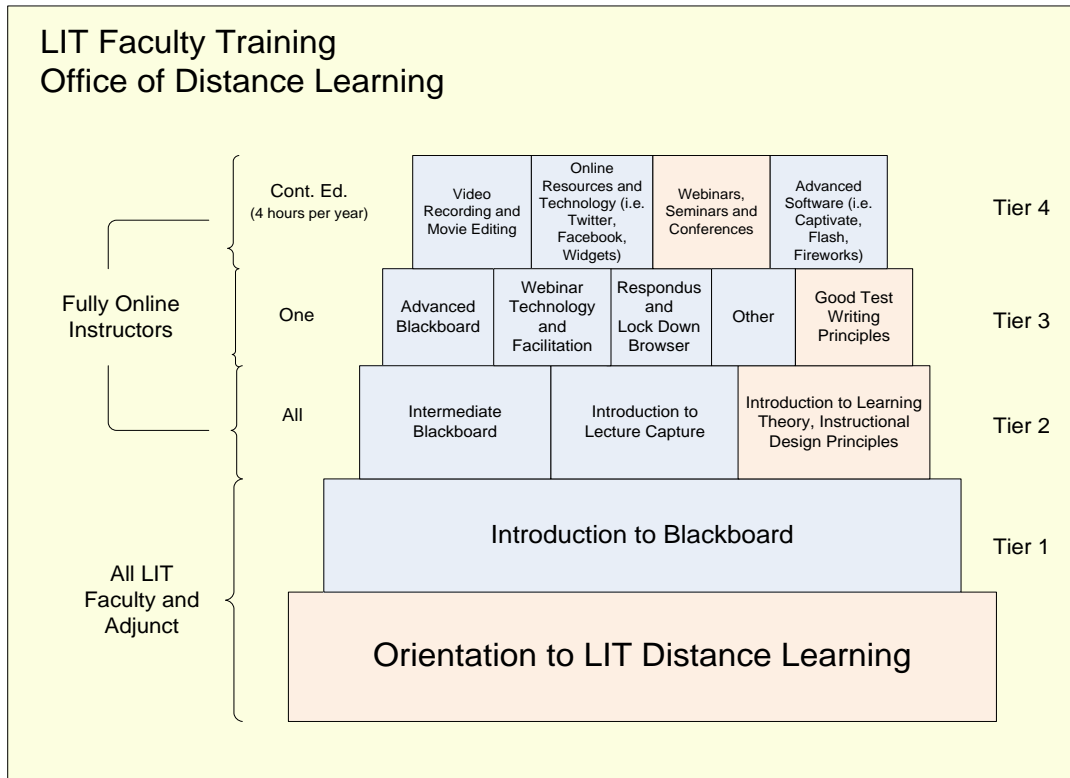 LIT Faculty Training
Office of Distance Learning
Cont. Ed.
(4 hours per year)
Video
Recording and
Movie Editing
Online
Resources and
Technology (i.e.
Twitter,
Facebook,
Widgets)
Webinars,
Seminars and
Conferences
Advanced
Software (i.e.
Captivate,
Flash,
Fireworks)
Tier 4
Fully Online
Instructors
One
Advanced
Blackboard
Webinar
Technology
and
Facilitation
Respondus
and
Lock Down
Browser
Other
Good Test
Writing
Principles
Tier 3
All
Intermediate
Blackboard
Introduction to
Lecture Capture
Introduction to Learning
Theory, Instructional
Design Principles
Tier 2
Introduction to Blackboard
Tier 1
All LIT
Faculty and
Adjunct
Orientation to LIT Distance Learning